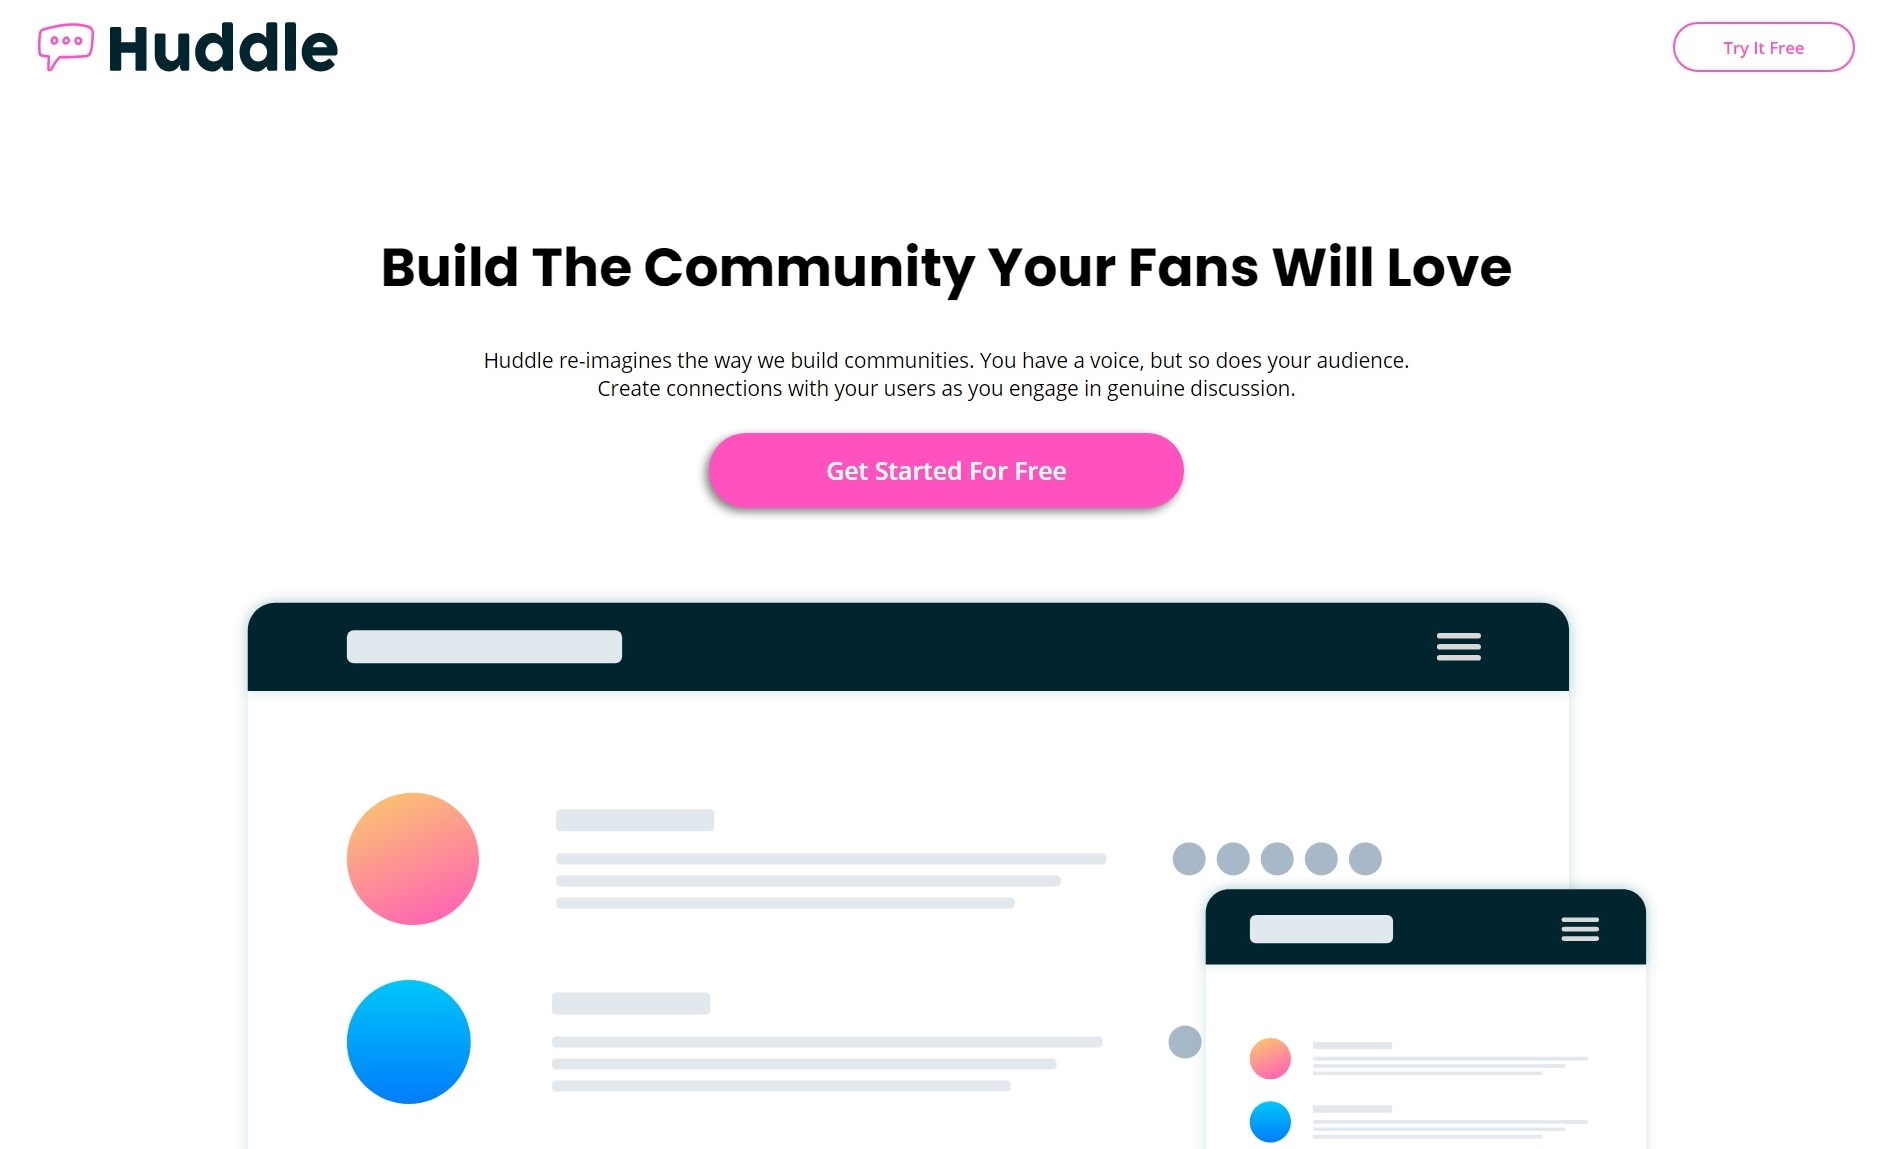 Huddle
Try It Free
Build The Community Your Fans Will Love
Huddle re-imagines the way we build communities. You have a voice, but so does your audience.
Create connections with your users as you engage in genuine discussion.
Get Started For Free